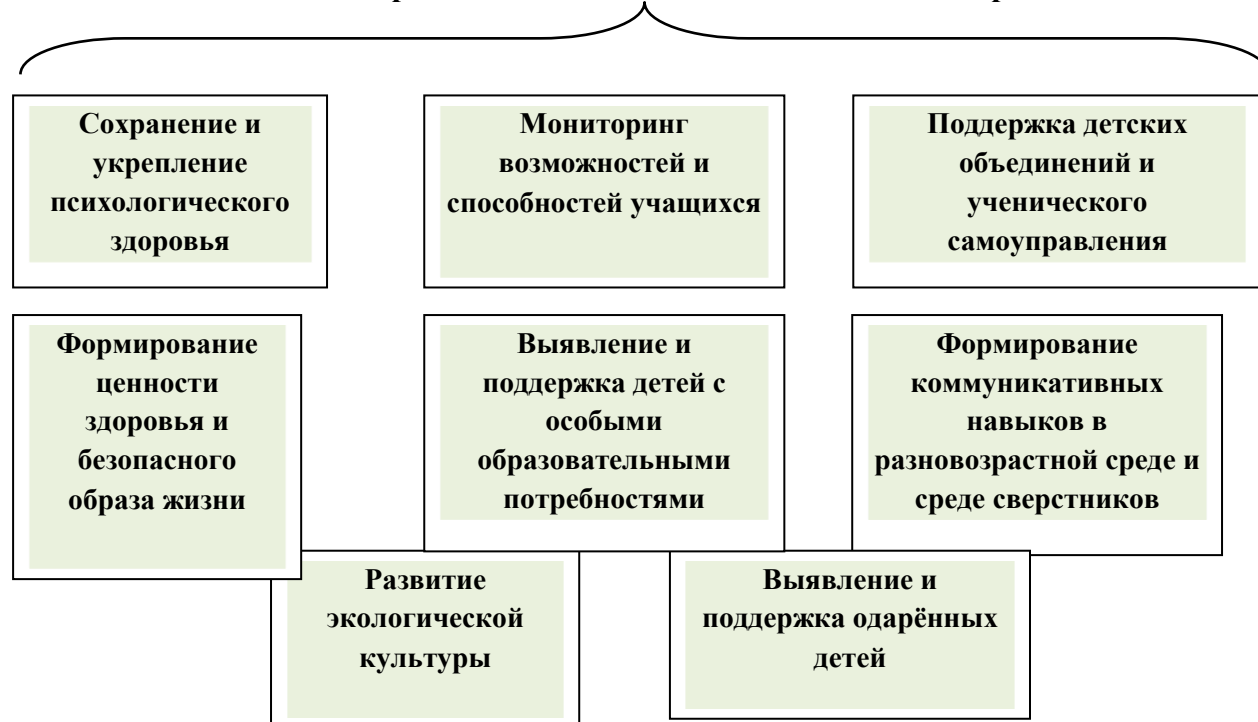 Сохранение и
укрепление
психологического
здоровья
Мониторинг
возможностей и
способностей учащихся
Поддержка детских
объединений и
ученического
самоуправления
Формирование
ценности
здоровья и
безопасного
образа жизни
Выявление и
поддержка детей с
особыми
образовательными
потребностями
Формирование
коммуникативных
навыков в
разновозрастной среде и
среде сверстников
Развитие
экологической
культуры
Выявление и
поддержка одарённых
детей